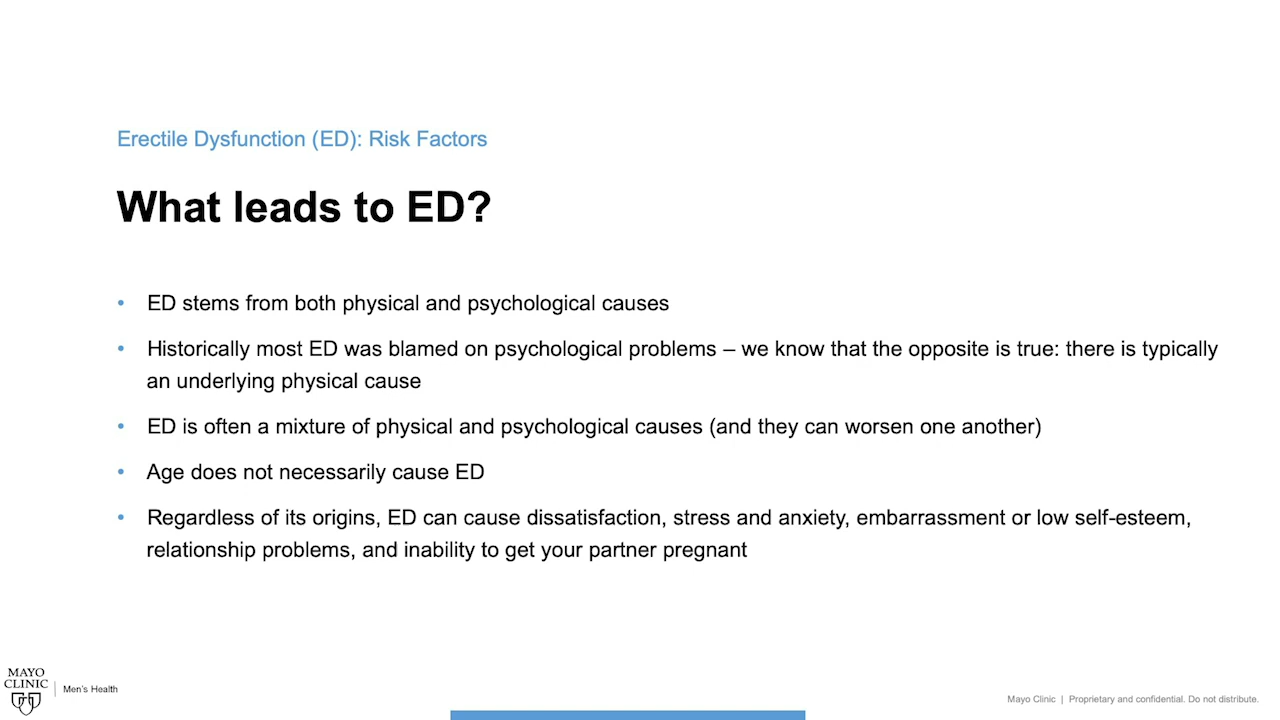 Erectile Dysfunction (ED): Risk Factors
What leads to ED?
• ED stems from both physical and psychological causes
• Historically most ED was blamed on psychological problems – we know that the opposite is true: there is typically
an underlying physical cause
• ED is often a mixture of physical and psychological causes (and they can worsen one another)
• Age does not necessarily cause ED
• Regardless of its origins, ED can cause dissatisfaction, stress and anxiety, embarrassment or low self-esteem,
relationship problems, and inability to get your partner pregnant
MAYO
CLINIC
Men's Health
Mayo Clinic | Proprietary and confidential. Do not distribute.